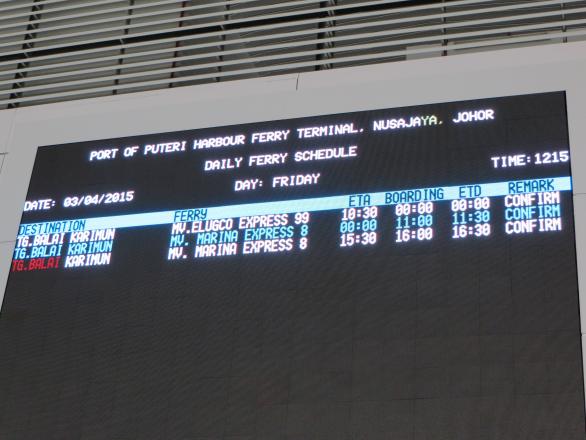 PORT OF PUTERI HARBOUR FERRY TERMINAL, NUSAJAYA, JOHOR
DAILY FERRY SCHEDULE
DATE: 03/04/2015 DAY: FRIDAY TIME:1215
DESTINATION FERRY ETA BOARDING ETD REMARK
TG.BALAI KARIMUN MV.ELUGCO EXPRESS 99 10:30 00:00 00:00 CONFIRM
TG.BALAI KARIMUN MV. MARINA EXPRESS 8 00:00 11:00 11:30 CONFIRM
TG.BALAI KARIMUN MV. MARINA EXPRESS 8 15:30 16:00 16:30 CONFIRM